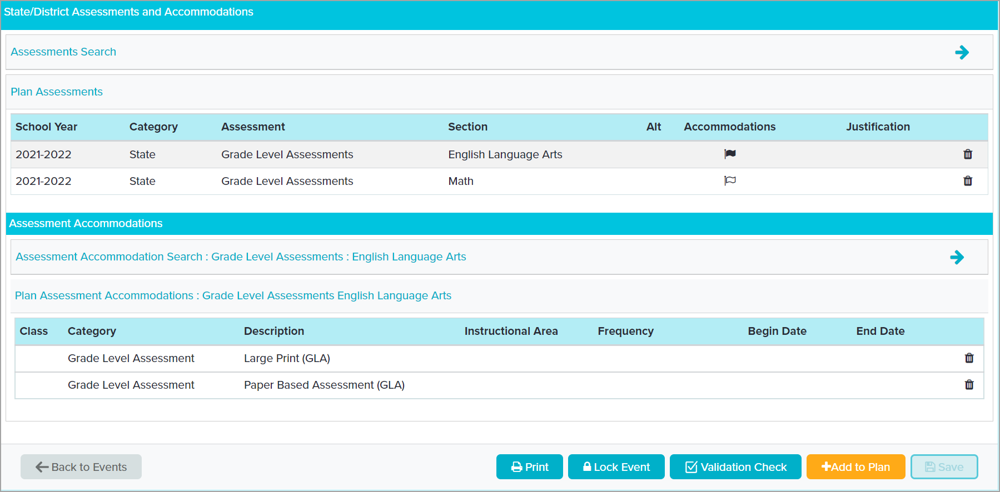 State/District Assessments and Accommodations
Assessments Search
Plan Assessments
School Year Category Assessment Section Alt Accommodations Justification
2021-2022 State Grade Level Assessments English Language Arts
2021-2022 State Grade Level Assessments Math
Assessment Accommodations
Assessment Accommodation Search : Grade Level Assessments : English Language Arts
Plan Assessment Accommodations : Grade Level Assessments English Language Arts
Class Category Description Instructional Area Frequency Begin Date End Date
Grade Level Assessment Large Print (GLA)
Grade Level Assessment Paper Based Assessment (GLA)
Back to Events Print Lock Event Validation Check Add to Plan Save